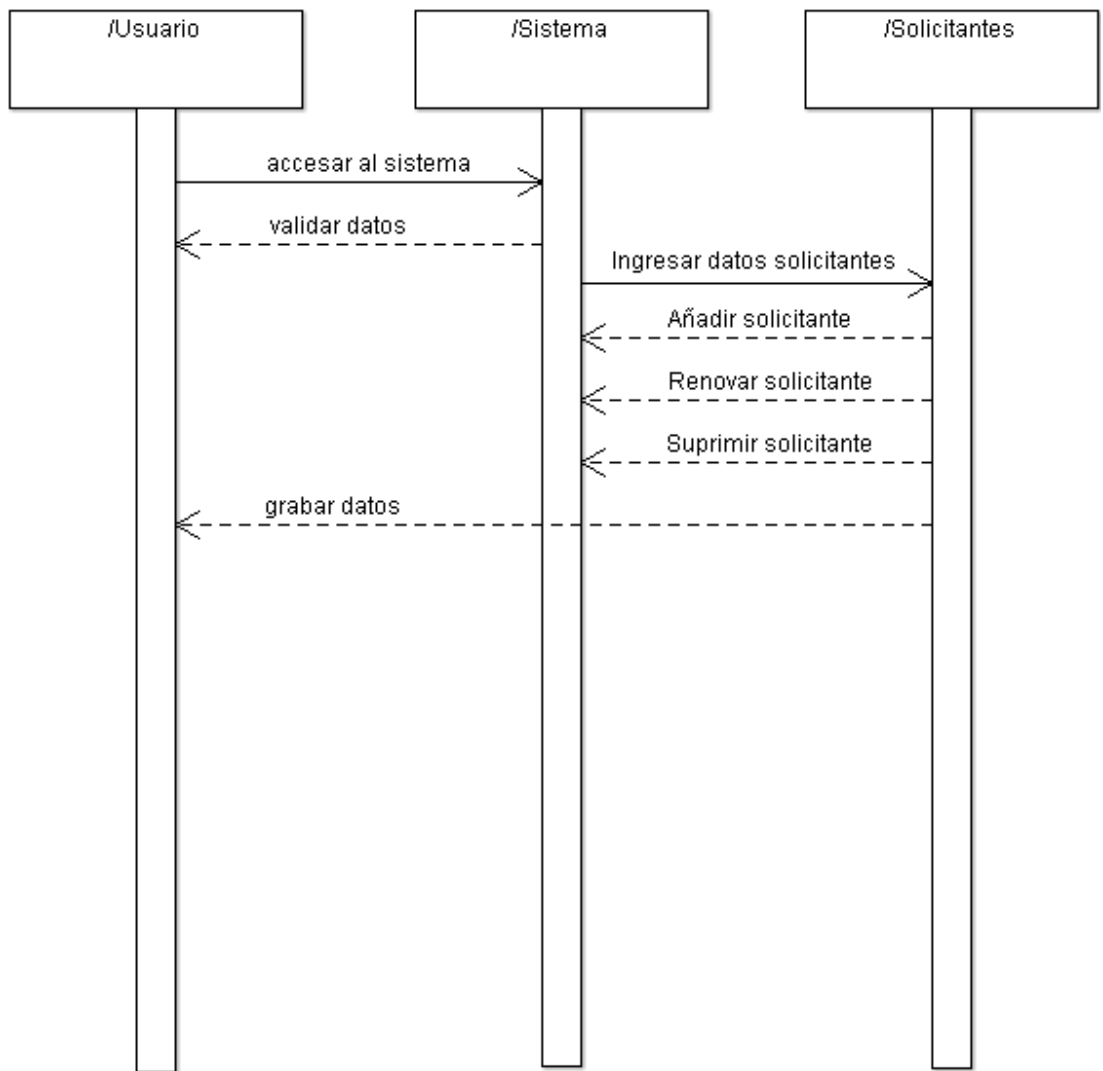 /Usuario
/Sistema
/Solicitantes
accesar al sistema
validar datos
Ingresar datos solicitantes
Añadir solicitante
Renovar solicitante
Suprimir solicitante
grabar datos